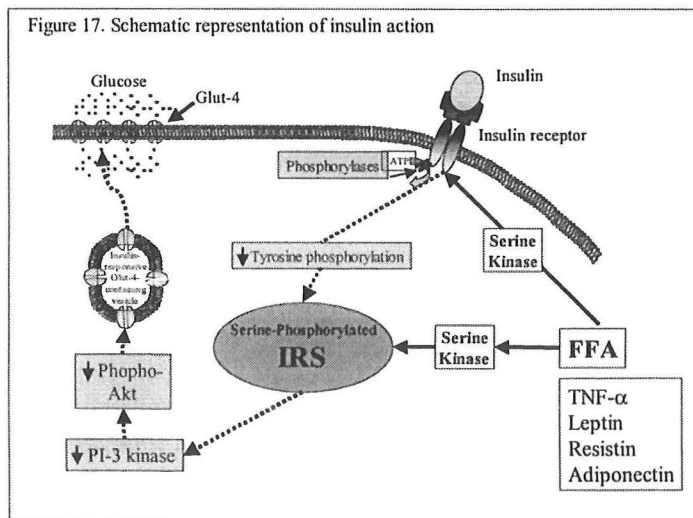 Figure 17. Schematic representation of insulin action
Glucose
Glut-4
Insulin
Insulin receptor
Phosphorylases
ATP
Tyrosine phosphorylation
Serine
Kinase
Insulin-
responsive
Glut-4-
containing
vesicle
Serine-Phosphorylated
IRS
Serine
Kinase
FFA
Phopho-
Akt
PI-3 kinase
TNF-α
Leptin
Resistin
Adiponectin